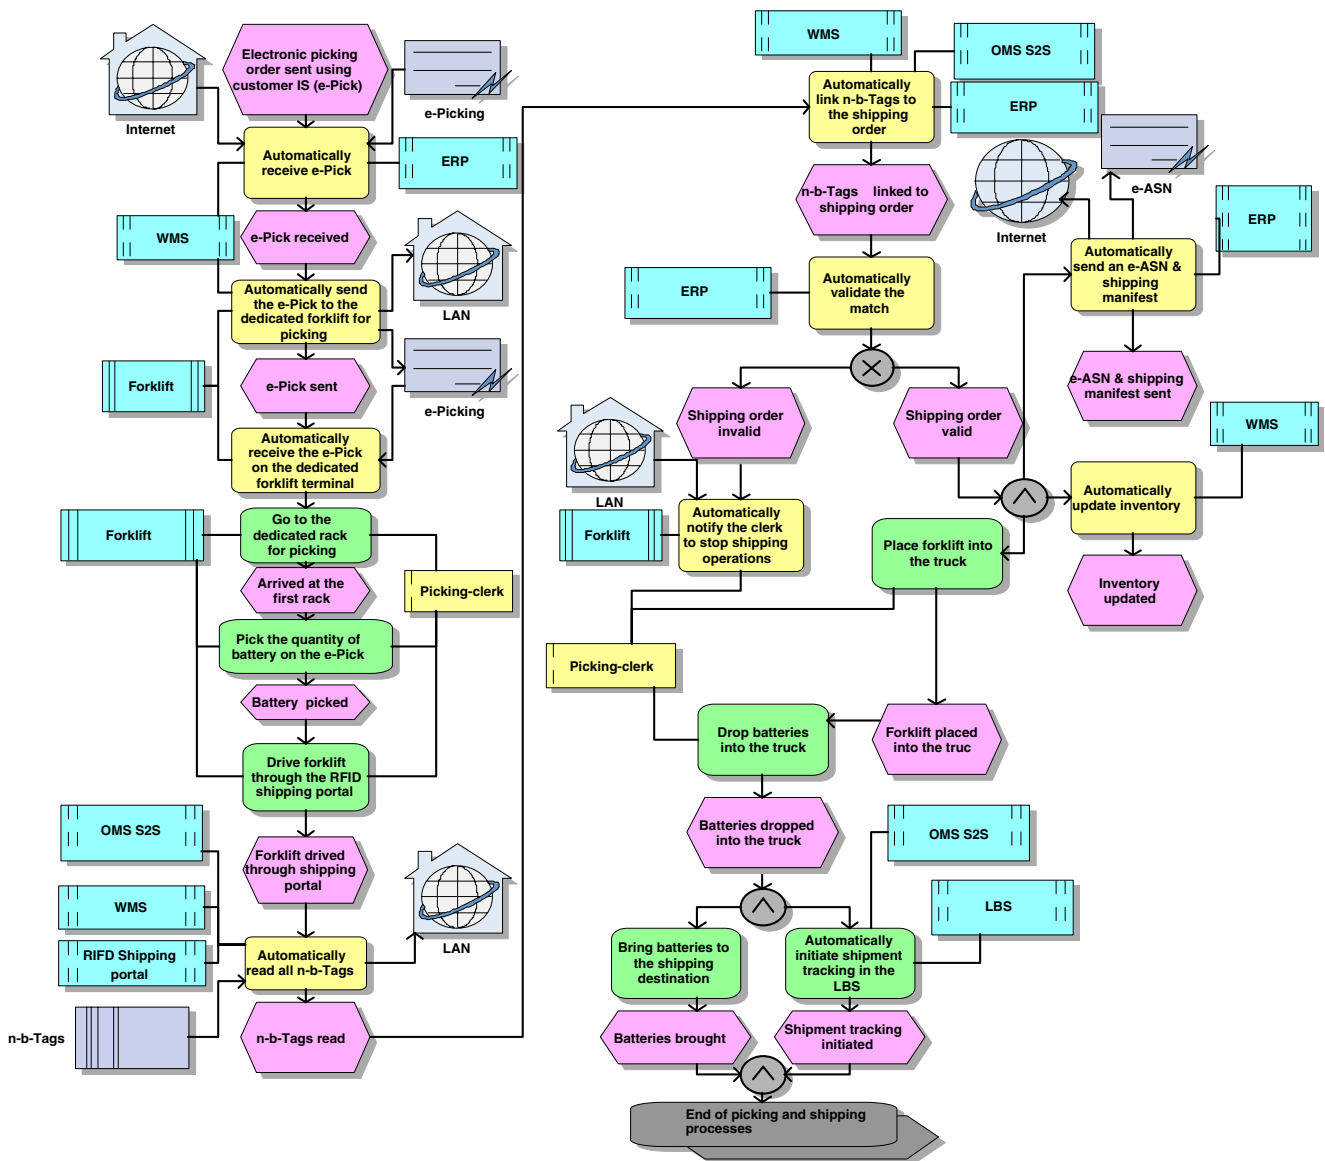 Electronic picking
order sent using
customer IS (e-Pick)
Internet
e-Picking
Automatically
receive e-Pick
ERP
WMS
e-Pick received
LAN
Automatically send
the e-Pick to the
dedicated forklift for
picking
Forklift
e-Pick sent
e-Picking
Automatically
receive the e-Pick
on the dedicated
forklift terminal
Forklift
Go to the
dedicated rack
for picking
Arrived at the
first rack
Picking-clerk
Pick the quantity of
battery on the e-Pick
Battery picked
Drive forklift
through the RFID
shipping portal
OMS S2S
Forklift drived
through shipping
portal
WMS
LAN
RIFD Shipping
portal
Automatically
read all n-b-Tags
n-b-Tags
n-b-Tags read
WMS
OMS S2S
Automatically
link n-b-Tags to
the shipping
order
ERP
e-ASN
n-b-Tags linked to
shipping order
Internet
ERP
Automatically
send an e-ASN &
shipping
manifest
ERP
Automatically
validate the
match
e-ASN & shipping
manifest sent
Shipping order
invalid
Shipping order
valid
WMS
LAN
Automatically
update inventory
Forklift
Automatically
notify the clerk
to stop shipping
operations
Place forklift into
the truck
Inventory
updated
Picking-clerk
Drop batteries
into the truck
Forklift placed
into the truc
Batteries dropped
into the truck
OMS S2S
LBS
Bring batteries to
the shipping
destination
Automatically
initiate shipment
tracking in the
LBS
Batteries brought
Shipment tracking
initiated
End of picking and shipping
processes